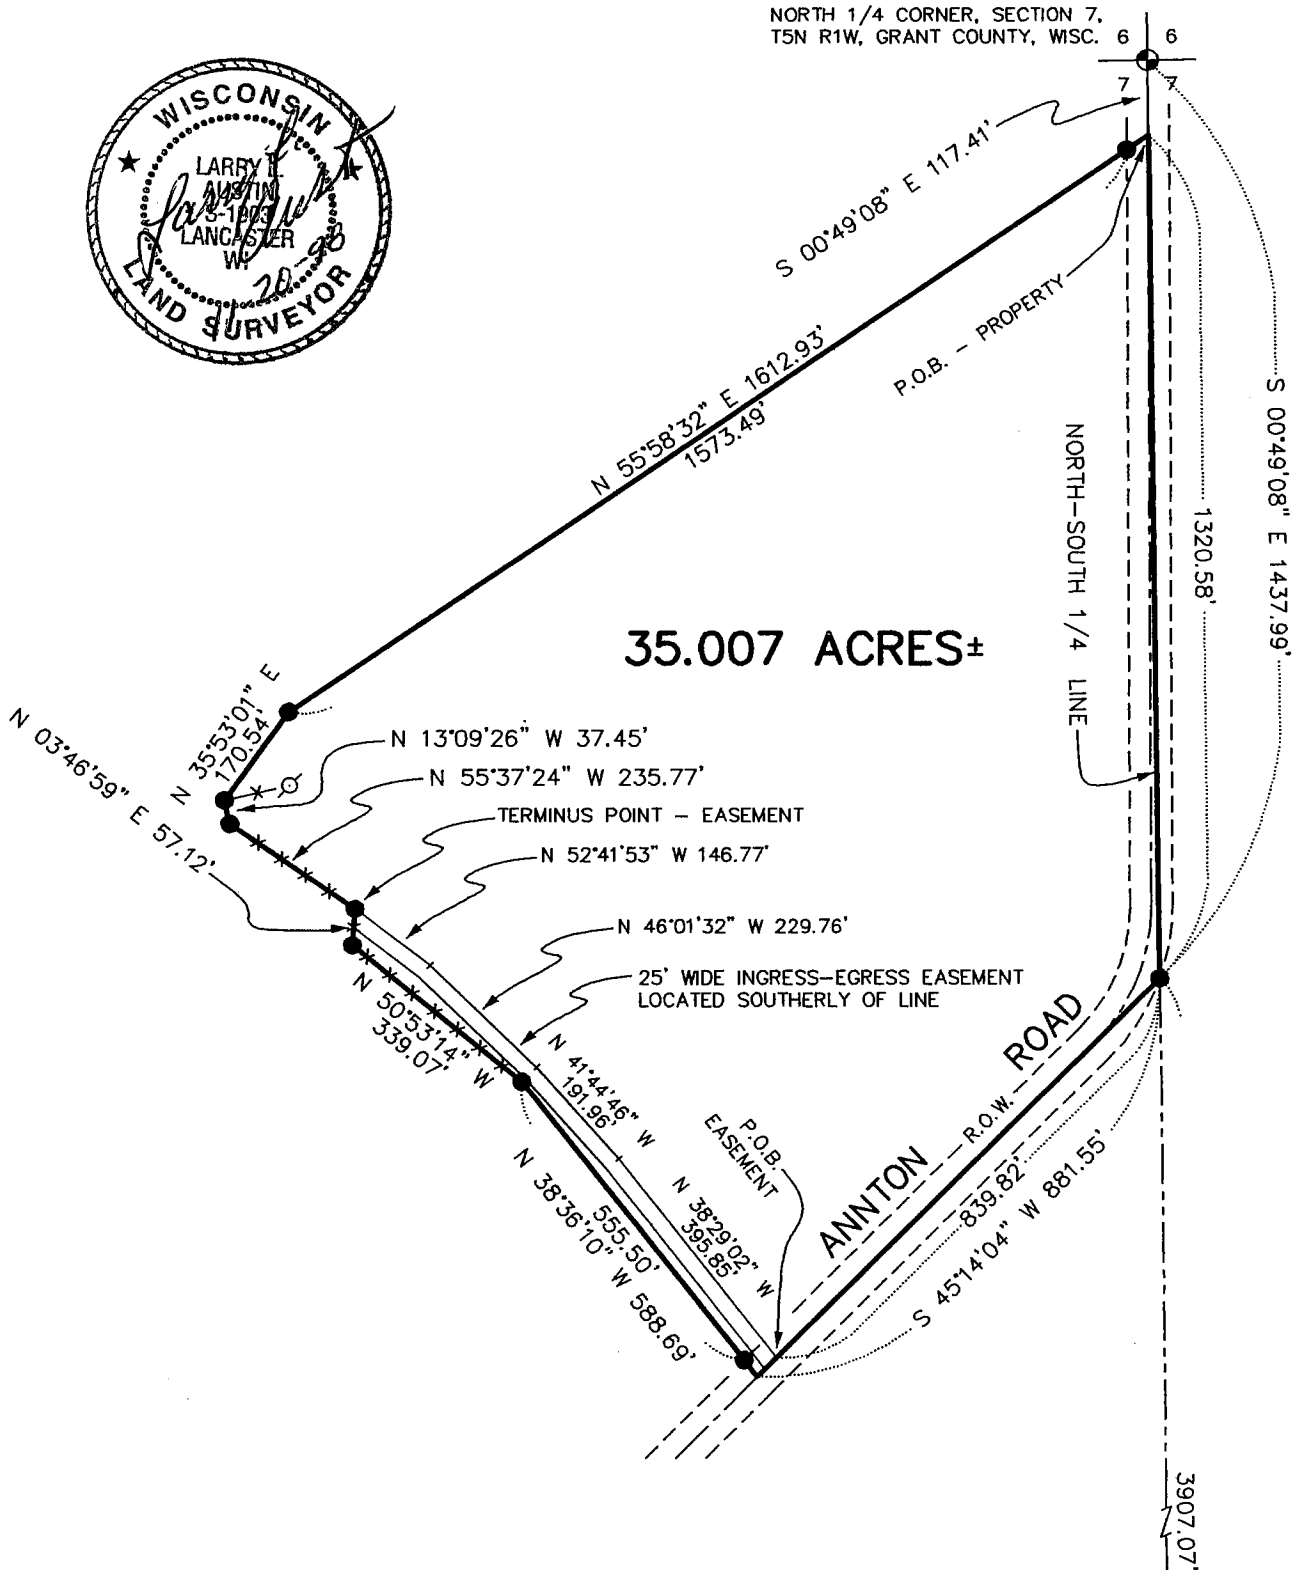 NORTH 1/4 CORNER, SECTION 7,
T5N R1W, GRANT COUNTY, WISC.
6 6
7 7
WISCONSIN
LARRY E.
AUSTIN
S-1903
LANCASTER
WI
LAND SURVEYOR
11-20-98
S 00°49'08" E 117.41'
P.O.B. - PROPERTY
N 55°58'32" E 1612.93'
1573.49'
S 00°49'08" E 1437.99'
1320.58'
NORTH-SOUTH 1/4 LINE
35.007 ACRES±
N 35°53'01" E
170.54'
N 03°46'59" E 57.12'
N 13°09'26" W 37.45'
N 55°37'24" W 235.77'
TERMINUS POINT - EASEMENT
N 52°41'53" W 146.77'
N 46°01'32" W 229.76'
25' WIDE INGRESS-EGRESS EASEMENT
LOCATED SOUTHERLY OF LINE
N 50°53'14" W
339.07'
N 41°44'46" W
191.96'
N 38°29'02" W
395.85'
555.50'
N 38°36'10" W 588.69'
P.O.B.
EASEMENT
ANNTON ROAD
R.O.W.
839.82'
S 45°14'04" W 881.55'
3907.07'